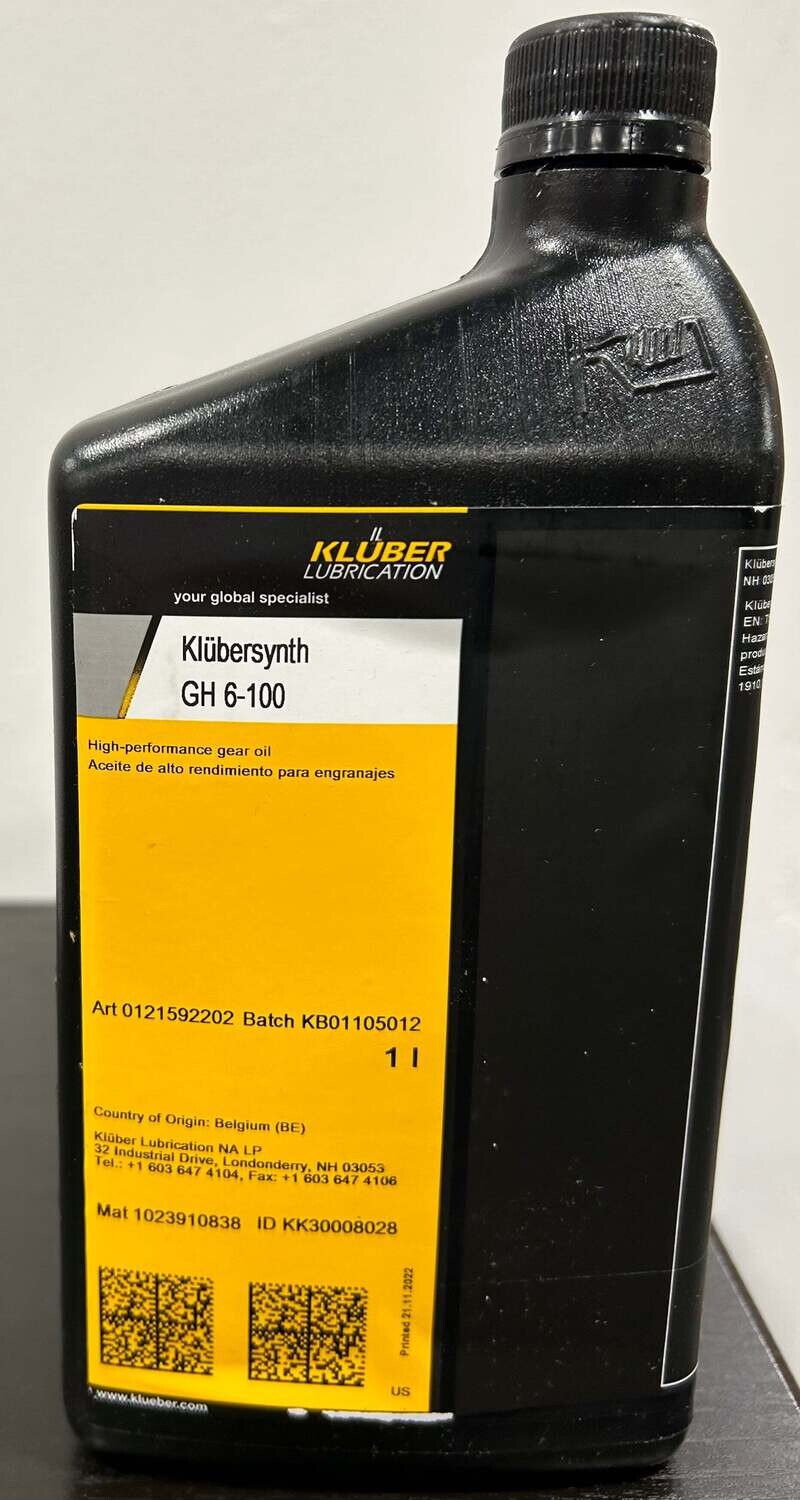 KLÜBER
LUBRICATION
your global specialist
Klübersynth
GH 6-100
High-performance gear oil
Aceite de alto rendimiento para engranajes
Art 0121592202 Batch KB01105012
1 l
Country of Origin: Belgium (BE)
Klüber Lubrication NA LP
32 Industrial Drive, Londonderry, NH 03053
Tel.: +1 603 647 4104, Fax: +1 603 647 4106
Mat 1023910838 ID KK30008028
Printed 21.11.2022
US
www.klueber.com
NH
EN:
1910